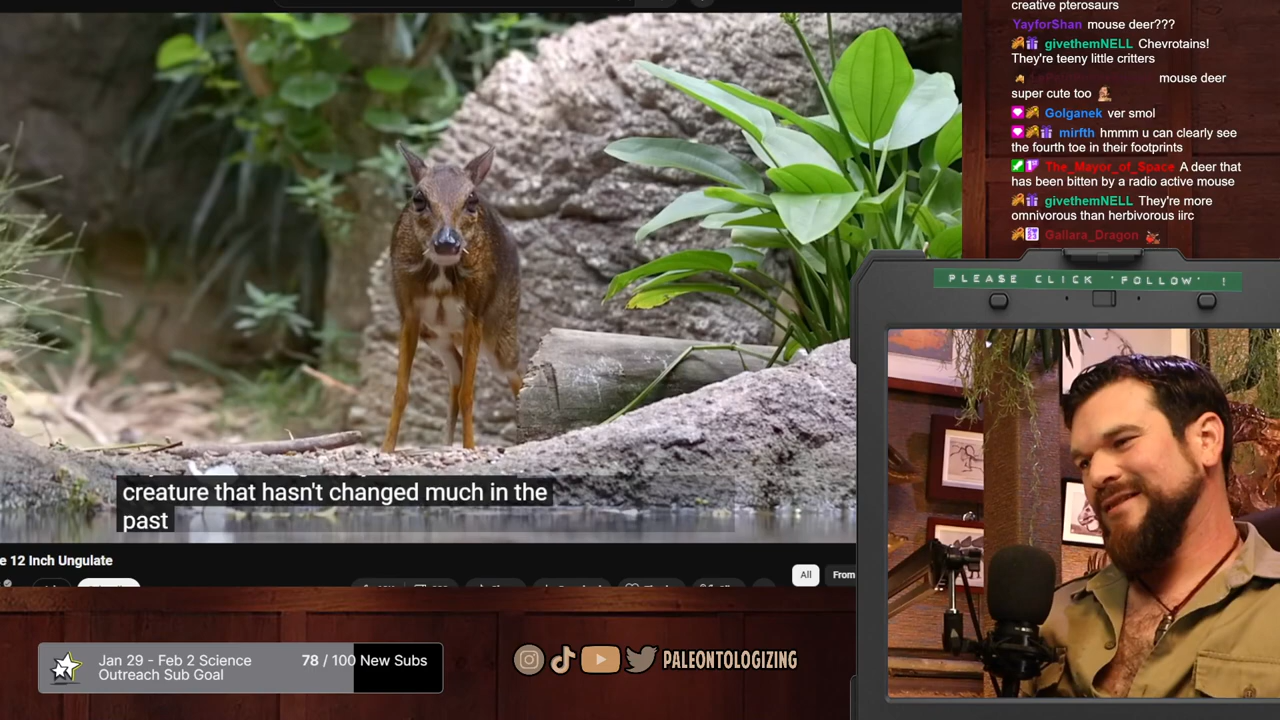 creative pterosaurs
YayforShan mouse deer???
givethemNELL Chevrotains!
They're teeny little critters
mouse deer
super cute too
Golganek ver smol
mirfth hmmm u can clearly see
the fourth toe in their footprints
The_Mayor_of_Space A deer that
has been bitten by a radio active mouse
givethemNELL They're more
omnivorous than herbivorous iirc
Gallara_Dragon
PLEASE CLICK 'FOLLOW' !
creature that hasn't changed much in the
past
e 12 Inch Ungulate
All From
Jan 29 - Feb 2 Science
Outreach Sub Goal
78 / 100 New Subs
PALEONTOLOGIZING